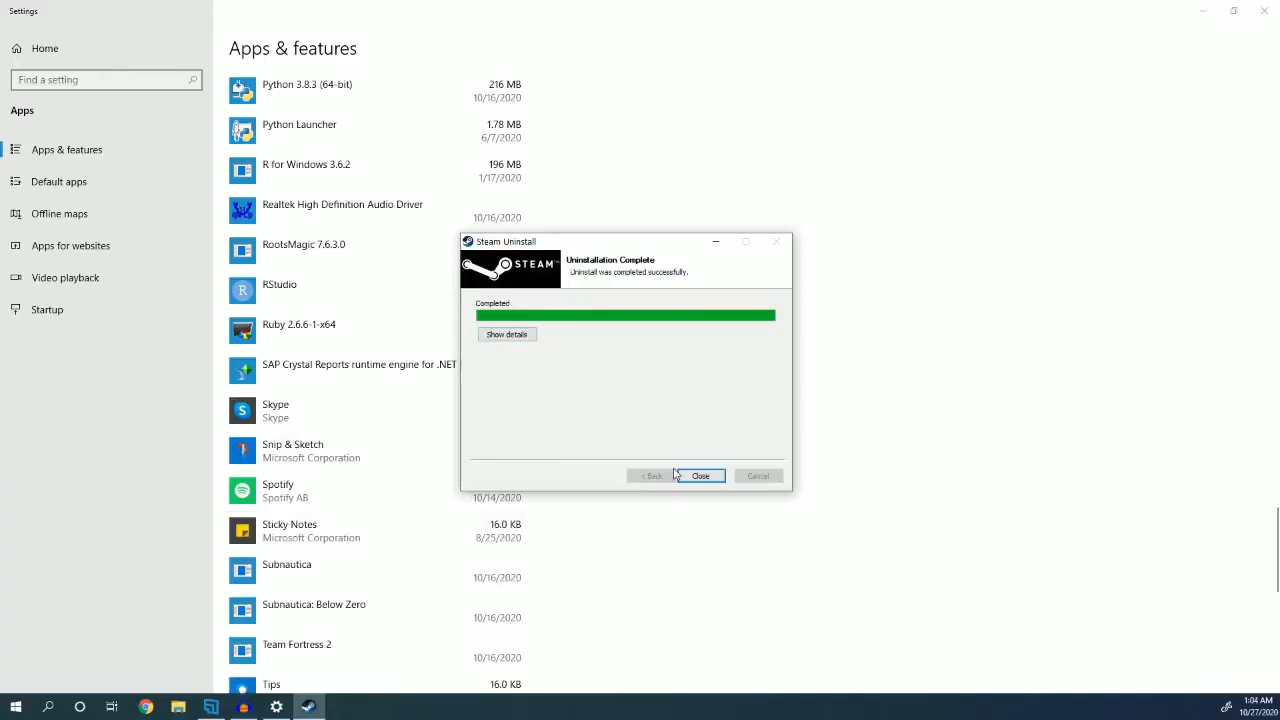 Settings
Home
Find a setting
Apps
Apps & features
Default apps
Offline maps
Apps for websites
Video playback
Startup
Apps & features
Python 3.8.3 (64-bit) 216 MB
10/16/2020
Python Launcher 1.78 MB
6/7/2020
R for Windows 3.6.2 196 MB
1/17/2020
Realtek High Definition Audio Driver
10/16/2020
RootsMagic 7.6.3.0
RStudio
Ruby 2.6.6-1-x64
SAP Crystal Reports runtime engine for .NET
Skype
Skype
Snip & Sketch
Microsoft Corporation
Spotify
Spotify AB 10/14/2020
Sticky Notes 16.0 KB
Microsoft Corporation 8/25/2020
Subnautica
10/16/2020
Subnautica: Below Zero
10/16/2020
Team Fortress 2
10/16/2020
Tips 16.0 KB
Steam Uninstall
STEAM™
Uninstallation Complete
Uninstall was completed successfully.
Completed
Show details
< Back Close Cancel
1:04 AM
10/27/2020